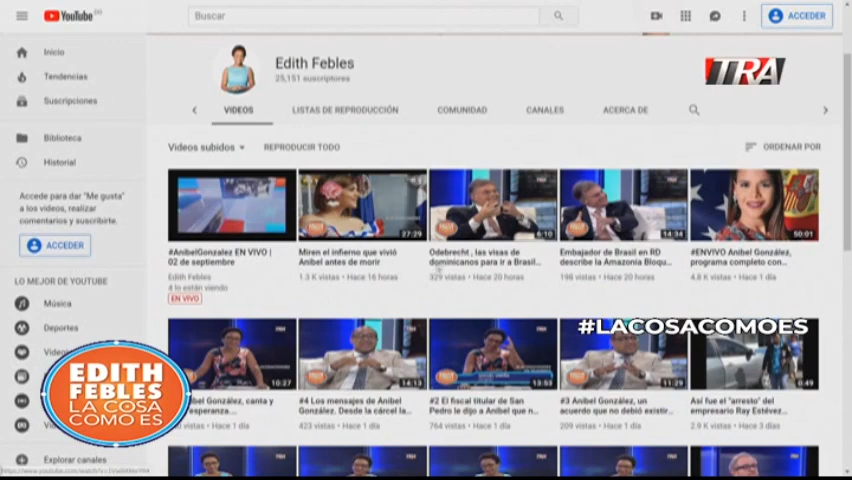 YouTube DO
Buscar
ACCEDER
Inicio
Tendencias
Suscripciones
Biblioteca
Historial
Accede para dar "Me gusta"
a los videos, realizar
comentarios y suscribirte.
ACCEDER
LO MEJOR DE YOUTUBE
Música
Deportes
Explorar canales
Edith Febles
25,151 suscriptores
TRA
VIDEOS
LISTAS DE REPRODUCCIÓN
COMUNIDAD
CANALES
ACERCA DE
Videos subidos
REPRODUCIR TODO
ORDENAR POR
#AnibelGonzalez EN VIVO |
02 de septiembre
Edith Febles
4 lo están viendo
EN VIVO
27:29
Miren el infierno que vivió
Anibel antes de morir
1.3 K vistas • Hace 16 horas
6:10
Odebrecht , las visas de
dominicanos para ir a Brasil...
329 vistas • Hace 20 horas
14:34
Embajador de Brasil en RD
describe la Amazonia Bloqu...
198 vistas • Hace 20 horas
50:01
#ENVIVO Anibel González,
programa completo con...
4.8 K vistas • Hace 1 día
#LACOSACOMOES
10:27
González, canta y
esperanza....
vistas • Hace 1 día
14:13
#4 Los mensajes de Anibel
González. Desde la cárcel la...
423 vistas • Hace 1 día
13:53
#2 El fiscal titular de San
Pedro le dijo a Anibel que n...
764 vistas • Hace 1 día
11:29
#3 Anibel González, un
acuerdo que no debió existir...
209 vistas • Hace 1 día
0:49
Así fue el "arresto" del
empresario Ray Estévez...
2.9 K vistas • Hace 3 días
EDITH
FEBLES
LA COSA
COMO ES